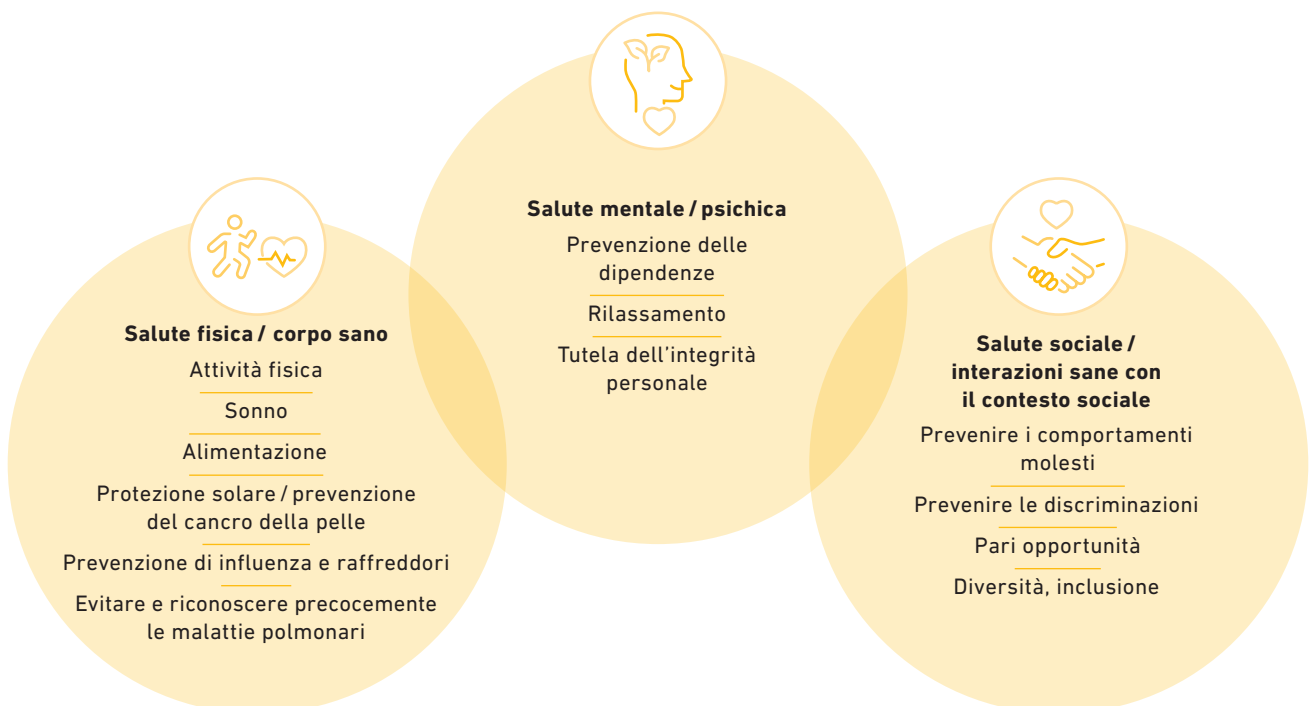 Salute fisica / corpo sano
Attività fisica
Sonno
Alimentazione
Protezione solare / prevenzione
del cancro della pelle
Prevenzione di influenza e raffreddori
Evitare e riconoscere precocemente
le malattie polmonari
Salute mentale / psichica
Prevenzione delle
dipendenze
Rilassamento
Tutela dell’integrità
personale
Salute sociale /
interazioni sane con
il contesto sociale
Prevenire i comportamenti
molesti
Prevenire le discriminazioni
Pari opportunità
Diversità, inclusione